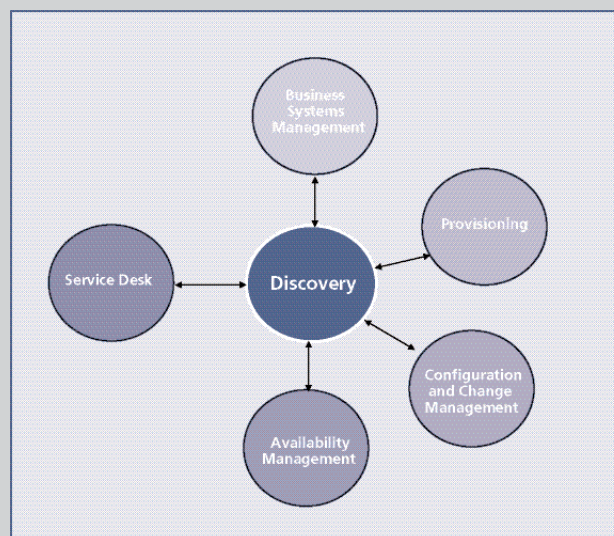 Business
Systems
Management
Provisioning
Service Desk
Discovery
Configuration
and Change
Management
Availability
Management